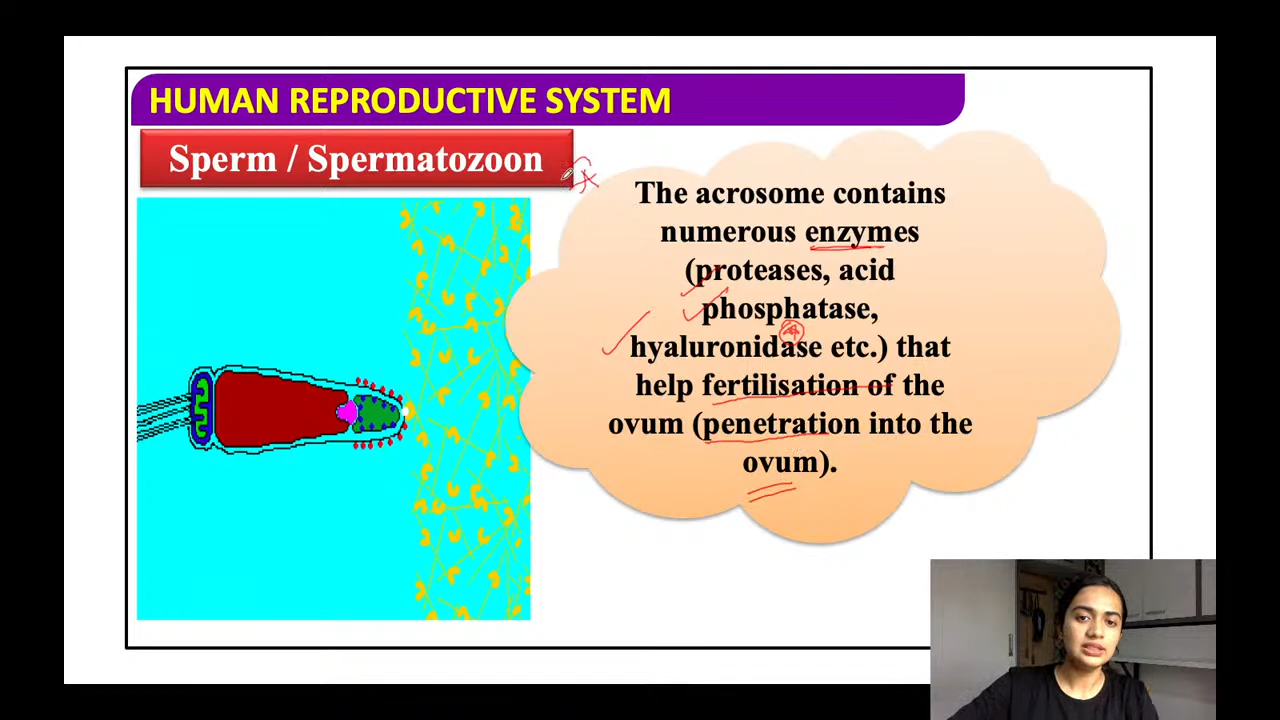 HUMAN REPRODUCTIVE SYSTEM
Sperm / Spermatozoon
The acrosome contains
numerous enzymes
(proteases, acid
phosphatase,
hyaluronidase etc.) that
help fertilisation of the
ovum (penetration into the
ovum).